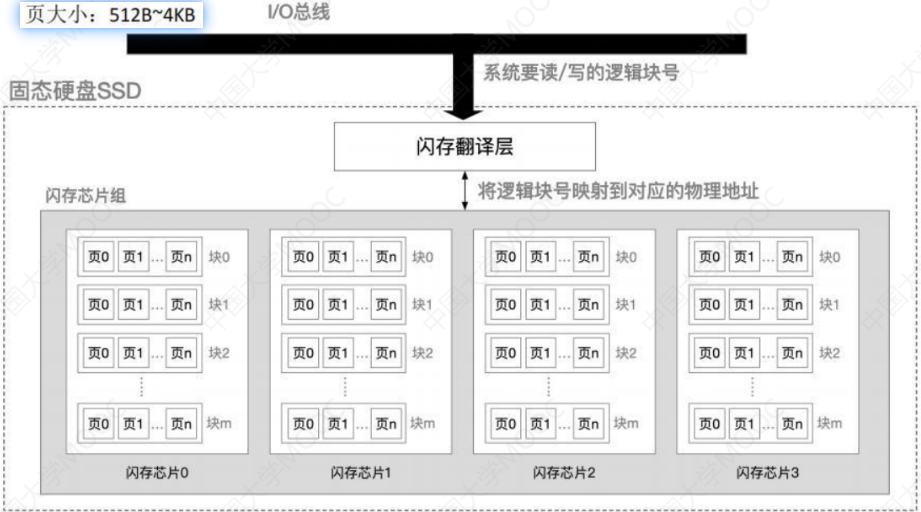 页大小：512B~4KB
I/O总线
系统要读/写的逻辑块号
固态硬盘SSD
闪存翻译层
将逻辑块号映射到对应的物理地址
闪存芯片组
页0 页1 ... 页n 块0 页0 页1 ... 页n 块0 页0 页1 ... 页n 块0 页0 页1 ... 页n 块0
页0 页1 ... 页n 块1 页0 页1 ... 页n 块1 页0 页1 ... 页n 块1 页0 页1 ... 页n 块1
页0 页1 ... 页n 块2 页0 页1 ... 页n 块2 页0 页1 ... 页n 块2 页0 页1 ... 页n 块2
页0 页1 ... 页n 块m 页0 页1 ... 页n 块m 页0 页1 ... 页n 块m 页0 页1 ... 页n 块m
闪存芯片0 闪存芯片1 闪存芯片2 闪存芯片3
中国大学MOOC